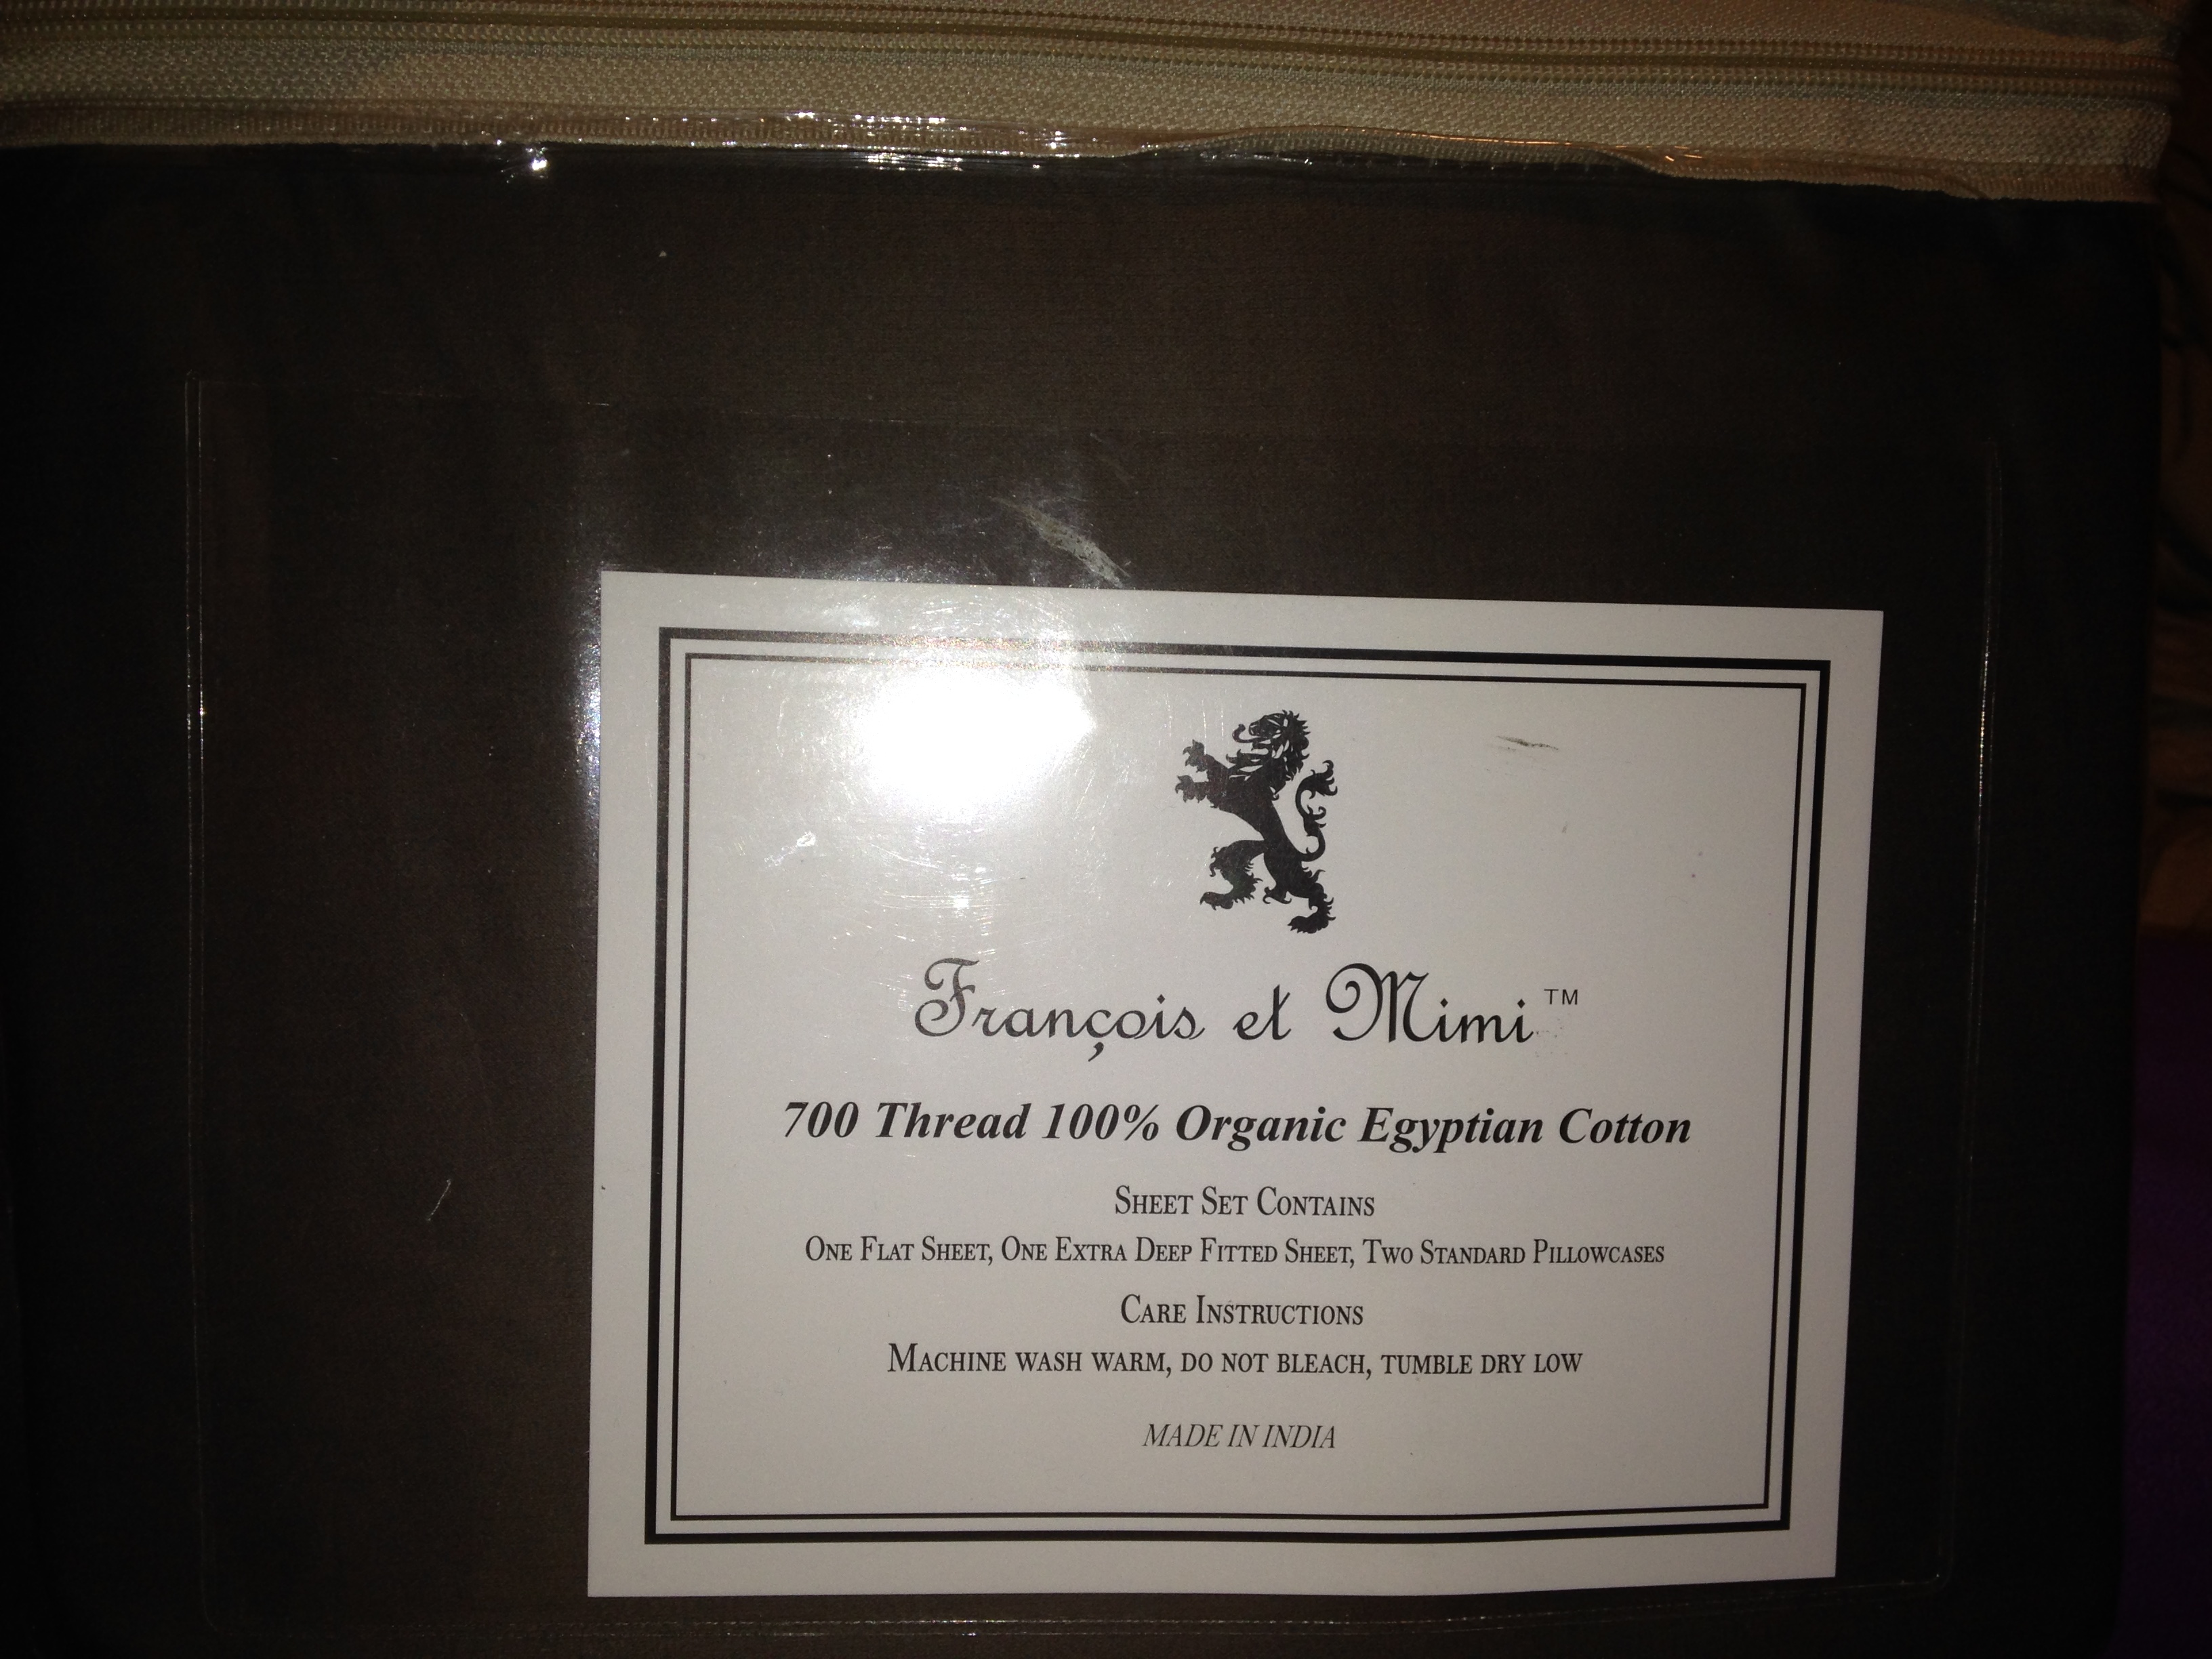 François et Mimi™
700 Thread 100% Organic Egyptian Cotton
SHEET SET CONTAINS
ONE FLAT SHEET, ONE EXTRA DEEP FITTED SHEET, TWO STANDARD PILLOWCASES
CARE INSTRUCTIONS
MACHINE WASH WARM, DO NOT BLEACH, TUMBLE DRY LOW
MADE IN INDIA